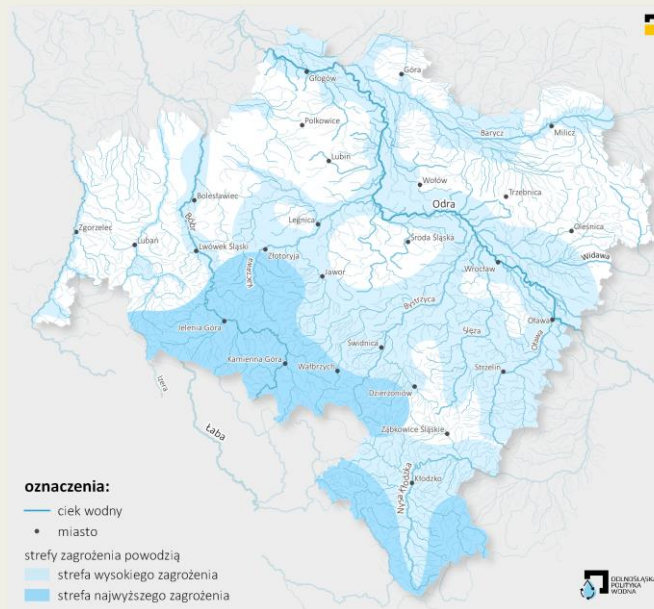 Głogów
Góra
Polkowice
Barycz
Milicz
Lubin
Bolesławiec
Wołów
Trzebnica
Odra
Bóbr
Legnica
Oleśnica
Zgorzelec
Lubań
Lwówek Śląski
Środa Śląska
Widawa
Złotoryja
Wrocław
Kaczawa
Jawor
Bystrzyca
Jelenia Góra
Ślęza
Oława
Oława
Świdnica
Kamienna Góra
Wałbrzych
Strzelin
Izera
Dzierżoniów
Łaba
Ząbkowice Śląskie
Nysa Kłodzka
Kłodzko
oznaczenia:
ciek wodny
miasto
strefy zagrożenia powodzią
strefa wysokiego zagrożenia
strefa najwyższego zagrożenia
DOLNOŚLĄSKA
POLITYKA
WODNA